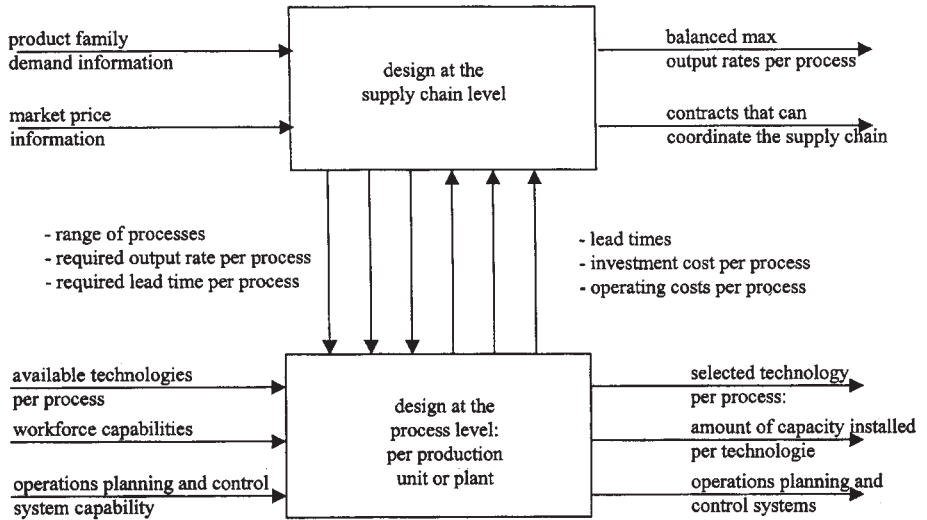 product family
demand information
market price
information
design at the
supply chain level
balanced max
output rates per process
contracts that can
coordinate the supply chain
- range of processes
- required output rate per process
- required lead time per process
- lead times
- investment cost per process
- operating costs per process
available technologies
per process
workforce capabilities
operations planning and control
system capability
design at the
process level:
per production
unit or plant
selected technology
per process:
amount of capacity installed
per technologie
operations planning and
control systems